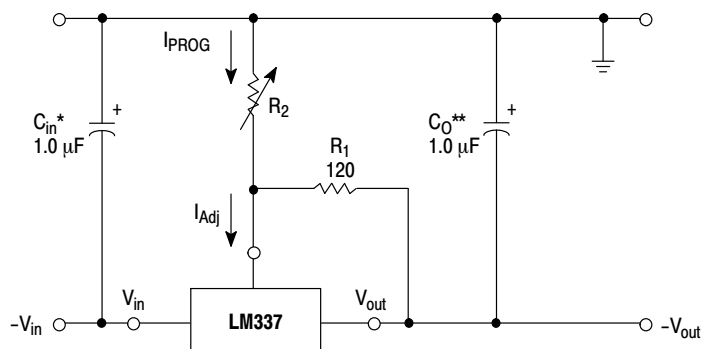 I_PROG
R_2
C_in*
1.0 μF
+
C_O**
1.0 μF
+
R_1
120
I_Adj
V_in
V_out
–V_in
LM337
–V_out